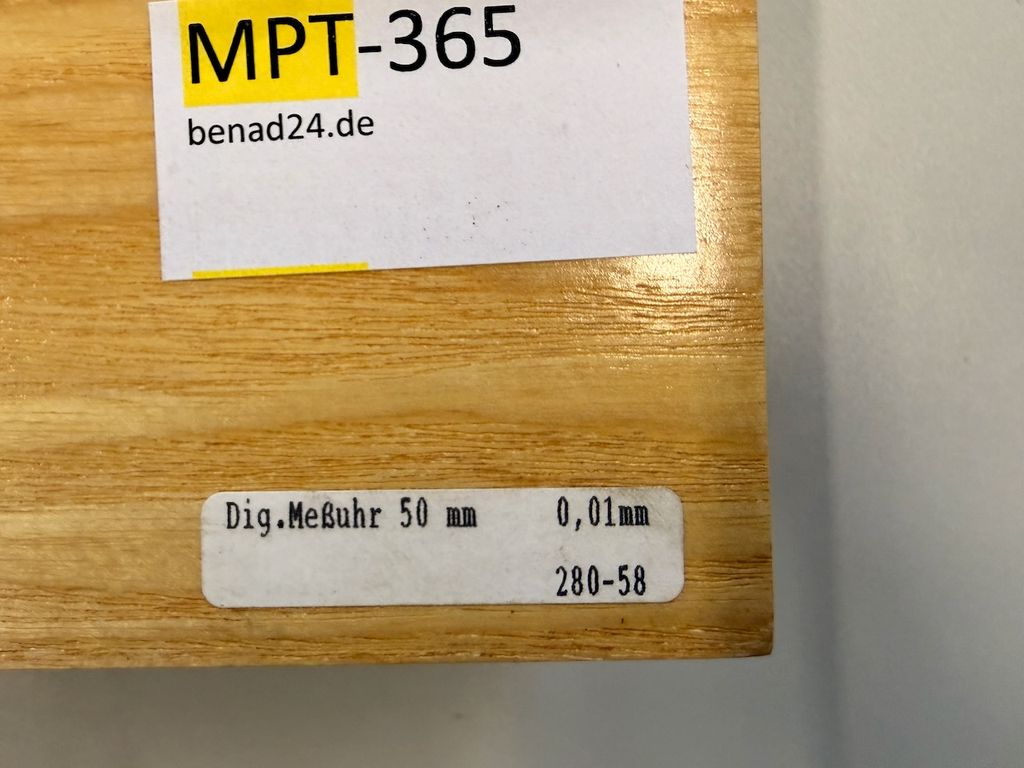 MPT-365
benad24.de
Dig.Meßuhr 50 mm 0,01mm
280-58